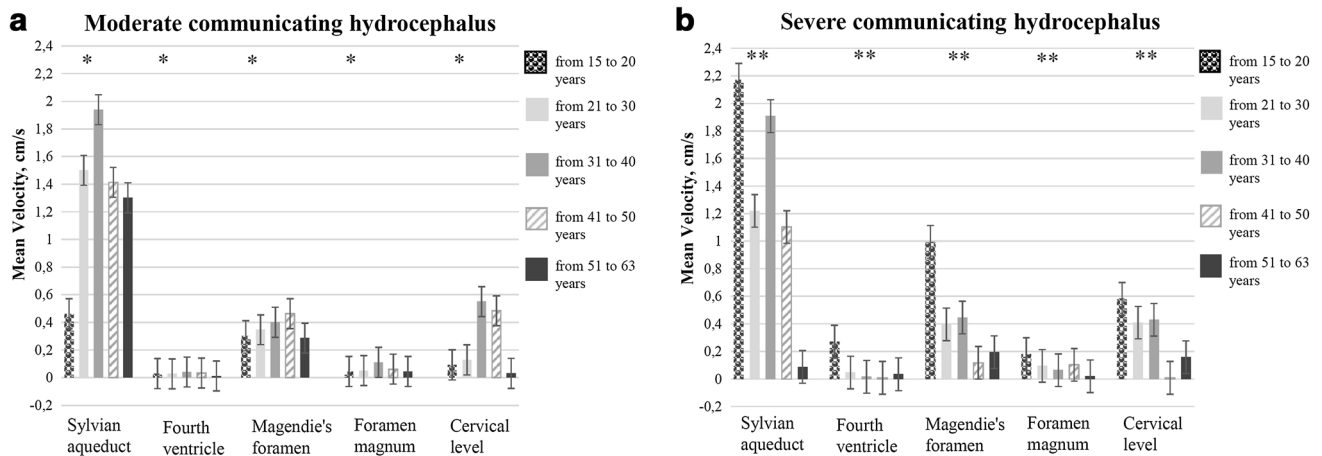 a
Moderate communicating hydrocephalus
Mean Velocity, cm/s
2,4
2,2
2
1,8
1,6
1,4
1,2
1
0,8
0,6
0,4
0,2
0
-0,2
* * * * *
Sylvian
aqueduct
Fourth
ventricle
Magendie's
foramen
Foramen
magnum
Cervical
level
from 15 to 20
years
from 21 to 30
years
from 31 to 40
years
from 41 to 50
years
from 51 to 63
years
b
Severe communicating hydrocephalus
Mean Velocity, cm/s
2,4
2,2
2
1,8
1,6
1,4
1,2
1
0,8
0,6
0,4
0,2
0
-0,2
** ** ** ** **
Sylvian
aqueduct
Fourth
ventricle
Magendie's
foramen
Foramen
magnum
Cervical
level
from 15 to 20
years
from 21 to 30
years
from 31 to 40
years
from 41 to 50
years
from 51 to 63
years